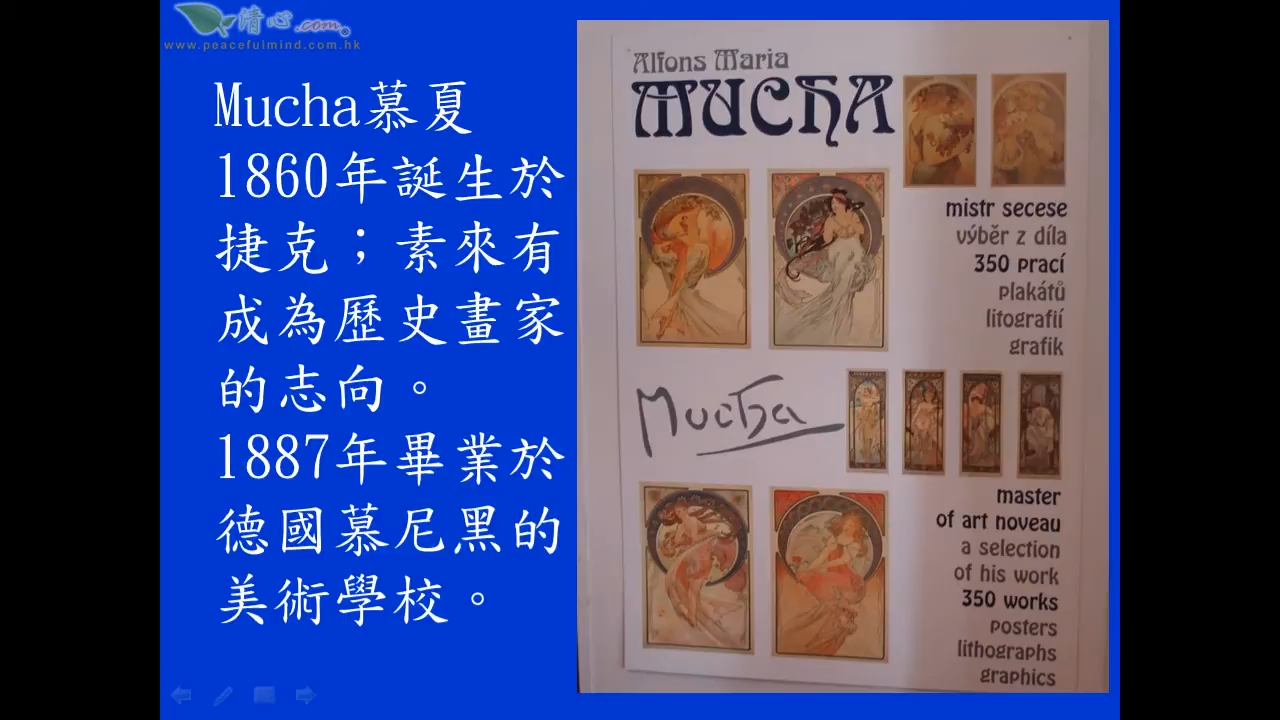 清心.com
www.peacefulmind.com.hk
Mucha慕夏
1860年誕生於
捷克；素來有
成為歷史畫家
的志向。
1887年畢業於
德國慕尼黑的
美術學校。
Alfons Maria
MUCHA
mistr secese
výběr z díla
350 prací
plakátů
litografií
grafik
Mucha
master
of art noveau
a selection
of his work
350 works
posters
lithographs
graphics